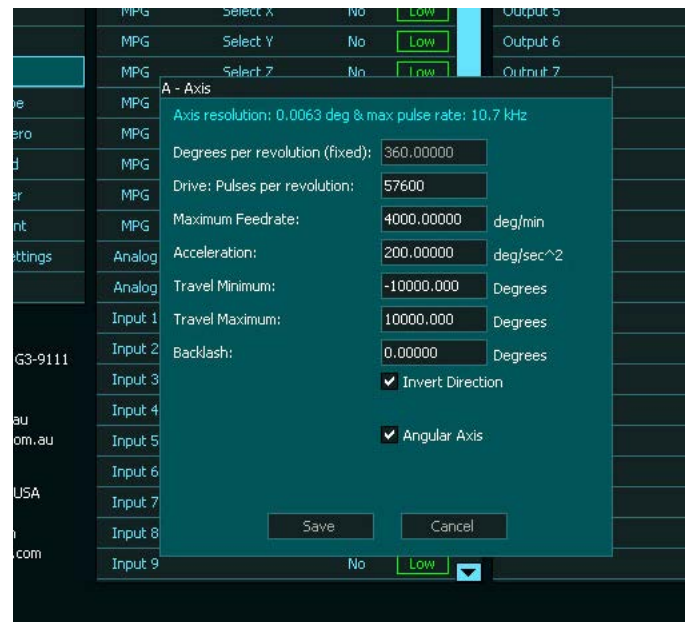 MPG Select X No Low Output 5
MPG Select Y No Low Output 6
MPG Select Z No Low Output 7
A - Axis
Axis resolution: 0.0063 deg & max pulse rate: 10.7 kHz
Degrees per revolution (fixed): 360.00000
Drive: Pulses per revolution: 57600
Maximum Feedrate: 4000.00000 deg/min
Acceleration: 200.00000 deg/sec^2
Travel Minimum: -10000.000 Degrees
Travel Maximum: 10000.000 Degrees
Backlash: 0.00000 Degrees
Invert Direction
Angular Axis
Save Cancel
pe MPG
ero MPG
d MPG
er MPG
nt MPG
ettings Analog
Analog
Input 1
G3-9111 Input 2
Input 3
au Input 4
om.au Input 5
Input 6
USA Input 7
Input 8
.com Input 9 No Low